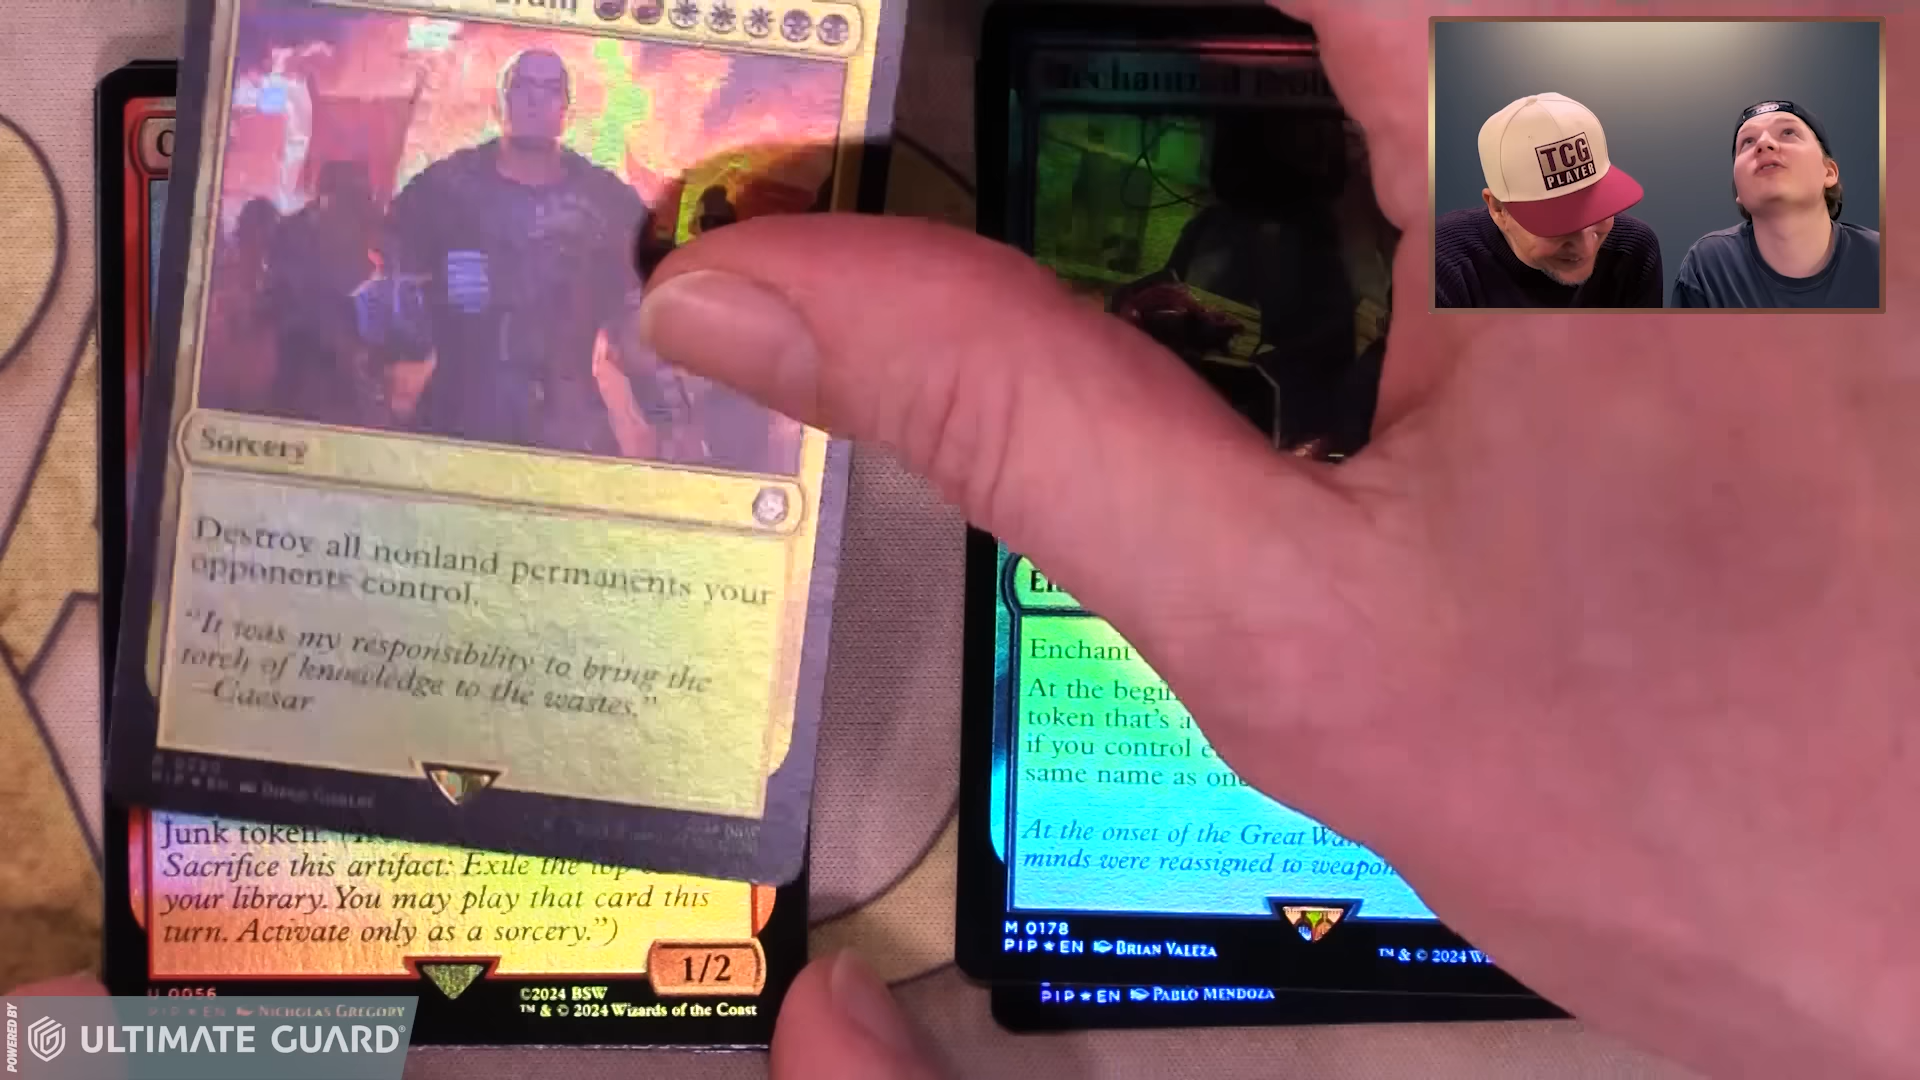 Sorcery
Destroy all nonland permanents your
opponents control.
"It was my responsibility to bring the
torch of knowledge to the wastes."
—Caesar
Junk token.
Sacrifice this artifact: Exile the top
your library. You may play that card this
turn. Activate only as a sorcery.")
1/2
U 0056
PIP★EN NICHOLAS GREGORY
©2024 BSW
™ & © 2024 Wizards of the Coast
Enchant
At the begin
token that's a
if you control e
same name as on
At the onset of the Great War
minds were reassigned to weapon
M 0178
PIP★EN BRIAN VALEZA
™ & © 2024 W
PIP★EN PABLO MENDOZA
TCG
PLAYER
POWERED BY
ULTIMATE GUARD®